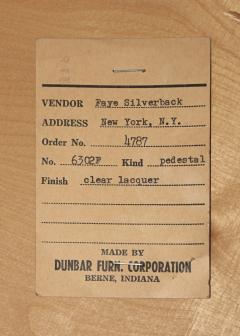 VENDOR Faye Silverback
ADDRESS New York, N.Y.
Order No. 4787
No. 6302F Kind pedestal
Finish clear lacquer
MADE BY
DUNBAR FURN. CORPORATION
BERNE, INDIANA